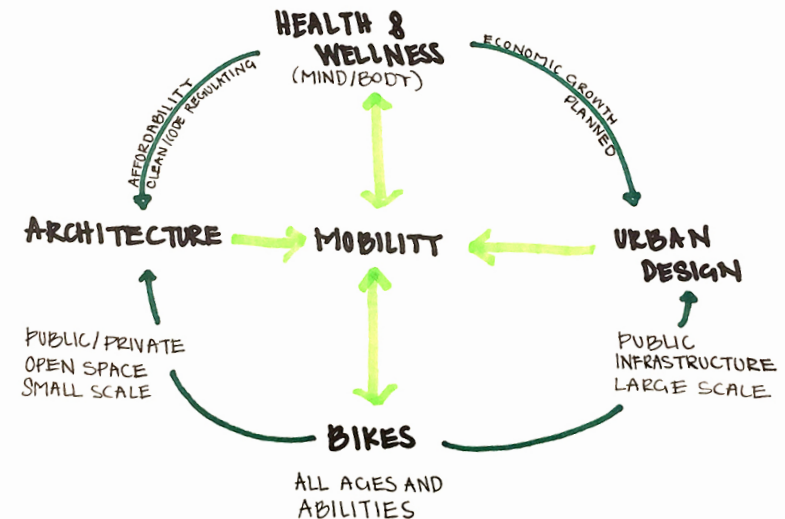 HEALTH &
WELLNESS
(MIND/BODY)
AFFORDABILITY
CLEAN/CODE REGULATING
ECONOMIC GROWTH
PLANNED
ARCHITECTURE
MOBILITY
URBAN
DESIGN
PUBLIC/PRIVATE
OPEN SPACE
SMALL SCALE
PUBLIC
INFRASTRUCTURE
LARGE SCALE
BIKES
ALL AGES AND
ABILITIES